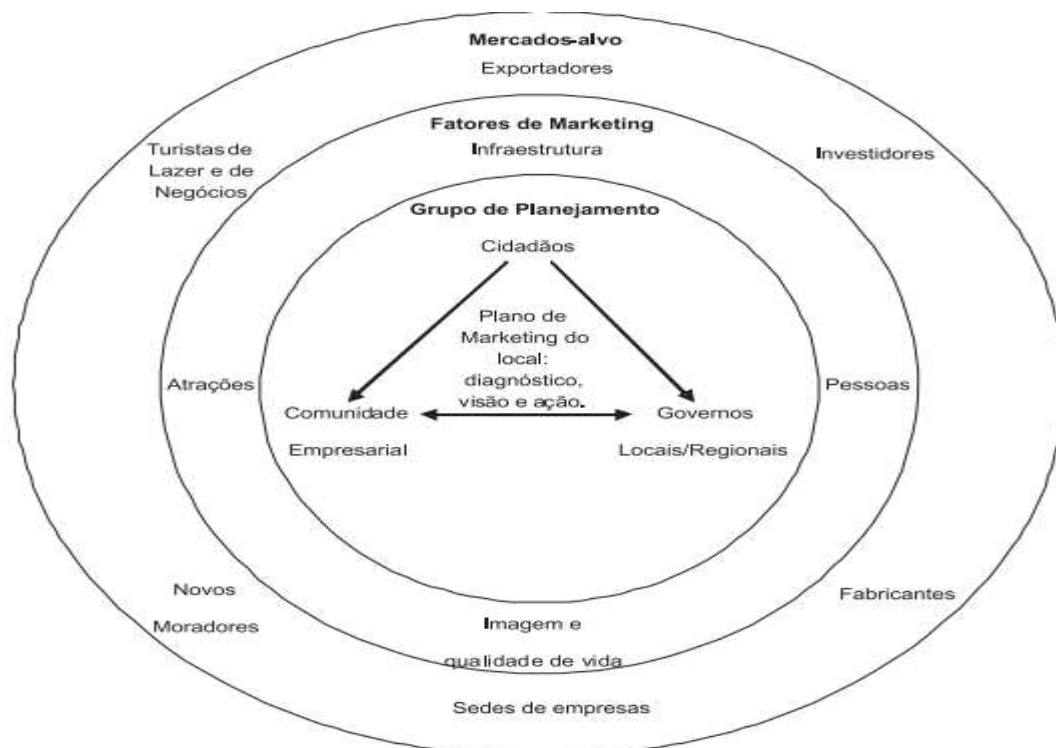 Mercados-alvo
Exportadores
Turistas de
Lazer e de
Negócios
Investidores
Fatores de Marketing
Infraestrutura
Grupo de Planejamento
Cidadãos
Plano de
Marketing do
local:
diagnóstico,
visão e ação.
Atrações
Pessoas
Comunidade
Empresarial
Governos
Locais/Regionais
Novos
Moradores
Fabricantes
Imagem e
qualidade de vida
Sedes de empresas